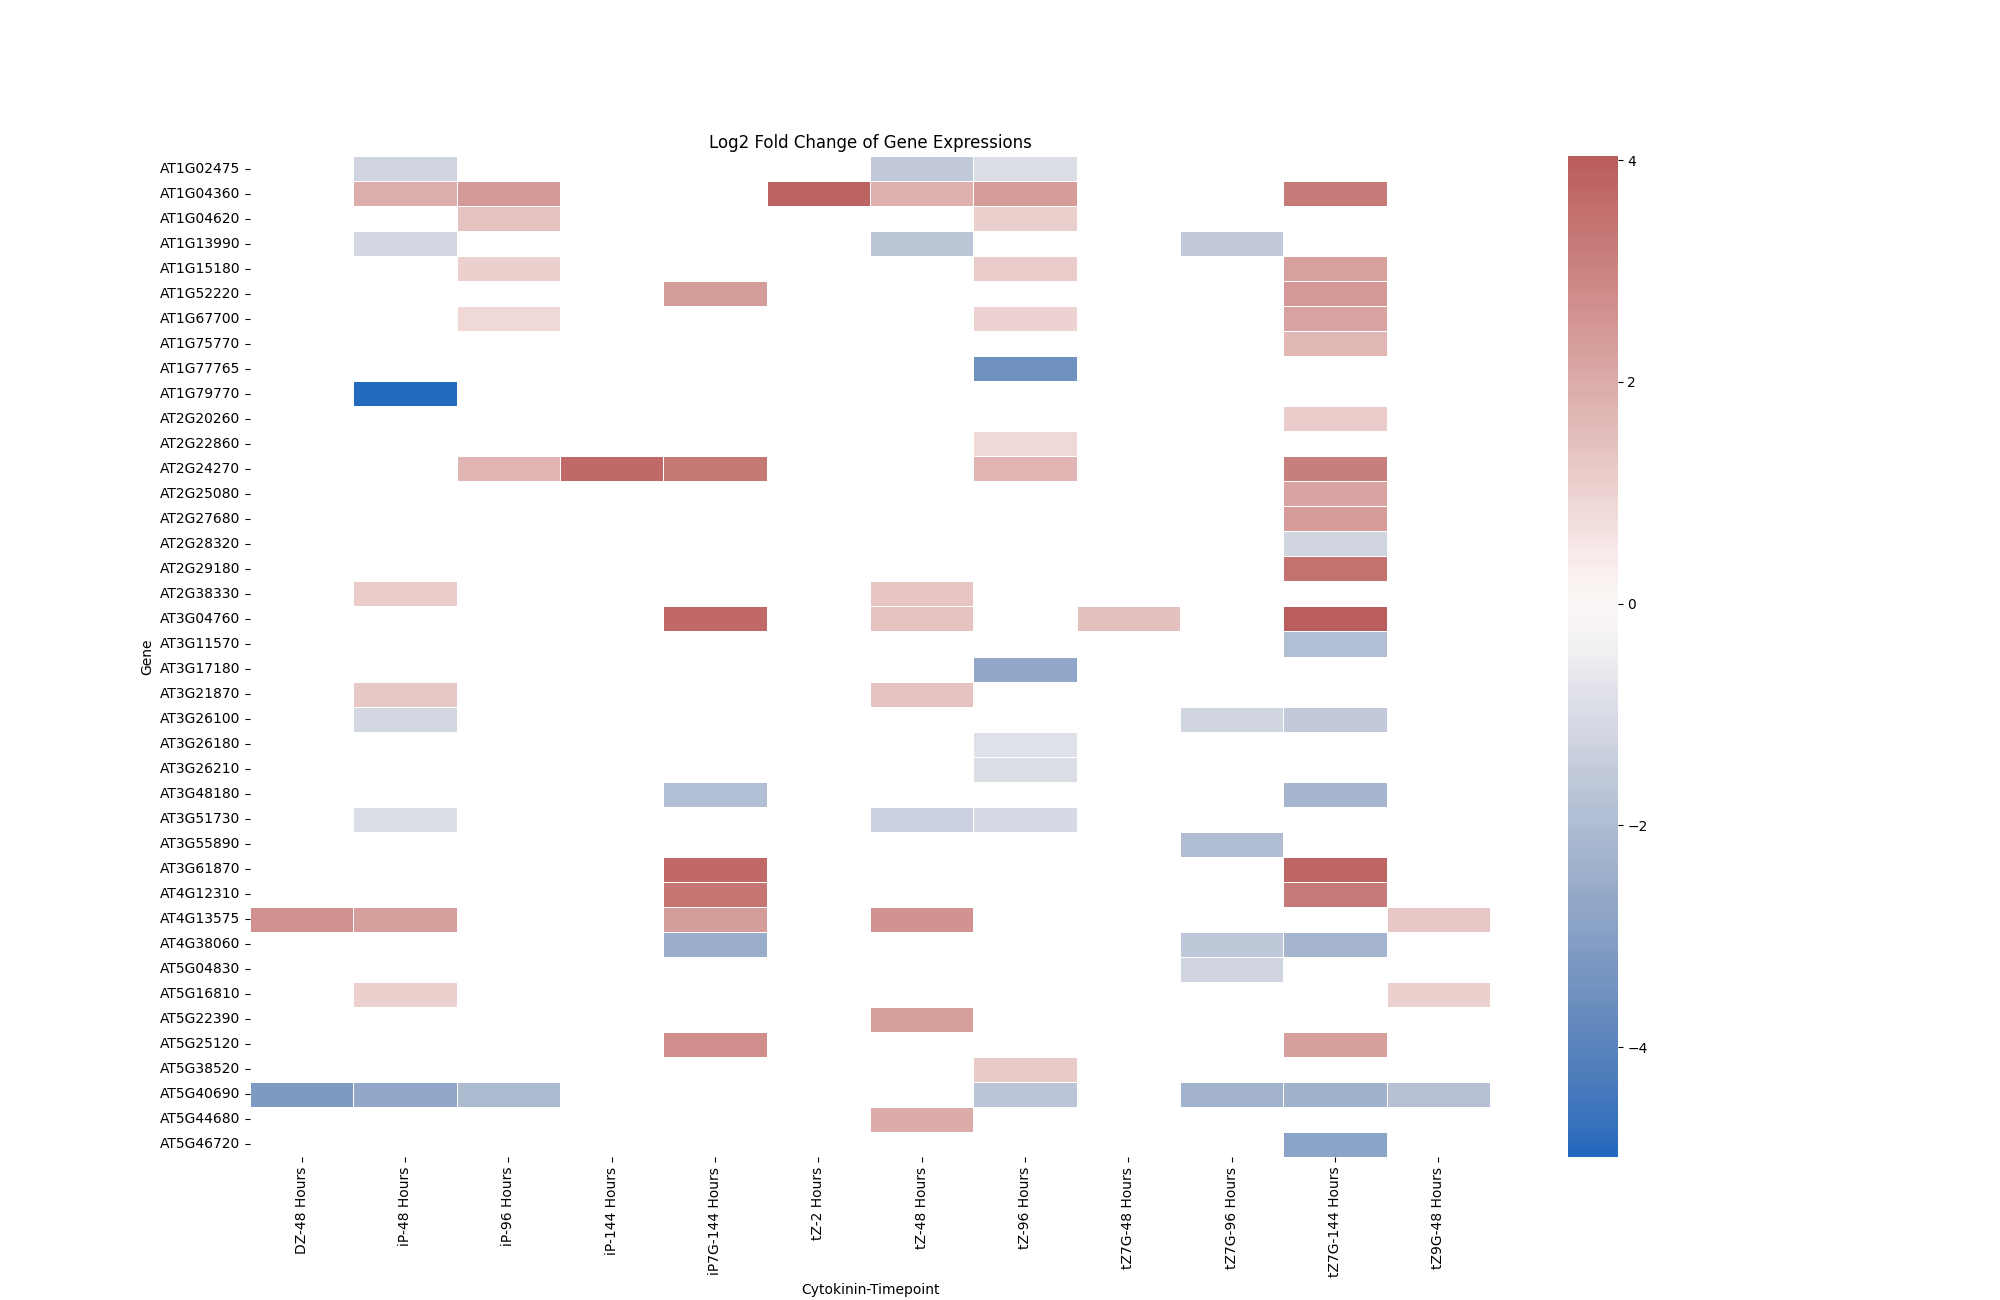 Log2 Fold Change of Gene Expressions
AT1G02475
AT1G04360
AT1G04620
AT1G13990
AT1G15180
AT1G52220
AT1G67700
AT1G75770
AT1G77765
AT1G79770
AT2G20260
AT2G22860
AT2G24270
AT2G25080
AT2G27680
AT2G28320
AT2G29180
AT2G38330
AT3G04760
AT3G11570
AT3G17180
AT3G21870
AT3G26100
AT3G26180
AT3G26210
AT3G48180
AT3G51730
AT3G55890
AT3G61870
AT4G12310
AT4G13575
AT4G38060
AT5G04830
AT5G16810
AT5G22390
AT5G25120
AT5G38520
AT5G40690
AT5G44680
AT5G46720
Gene
DZ-48 Hours
iP-48 Hours
iP-96 Hours
iP-144 Hours
iP7G-144 Hours
tZ-2 Hours
tZ-48 Hours
tZ-96 Hours
tZ7G-48 Hours
tZ7G-96 Hours
tZ7G-144 Hours
tZ9G-48 Hours
Cytokinin-Timepoint
4
2
0
−2
−4